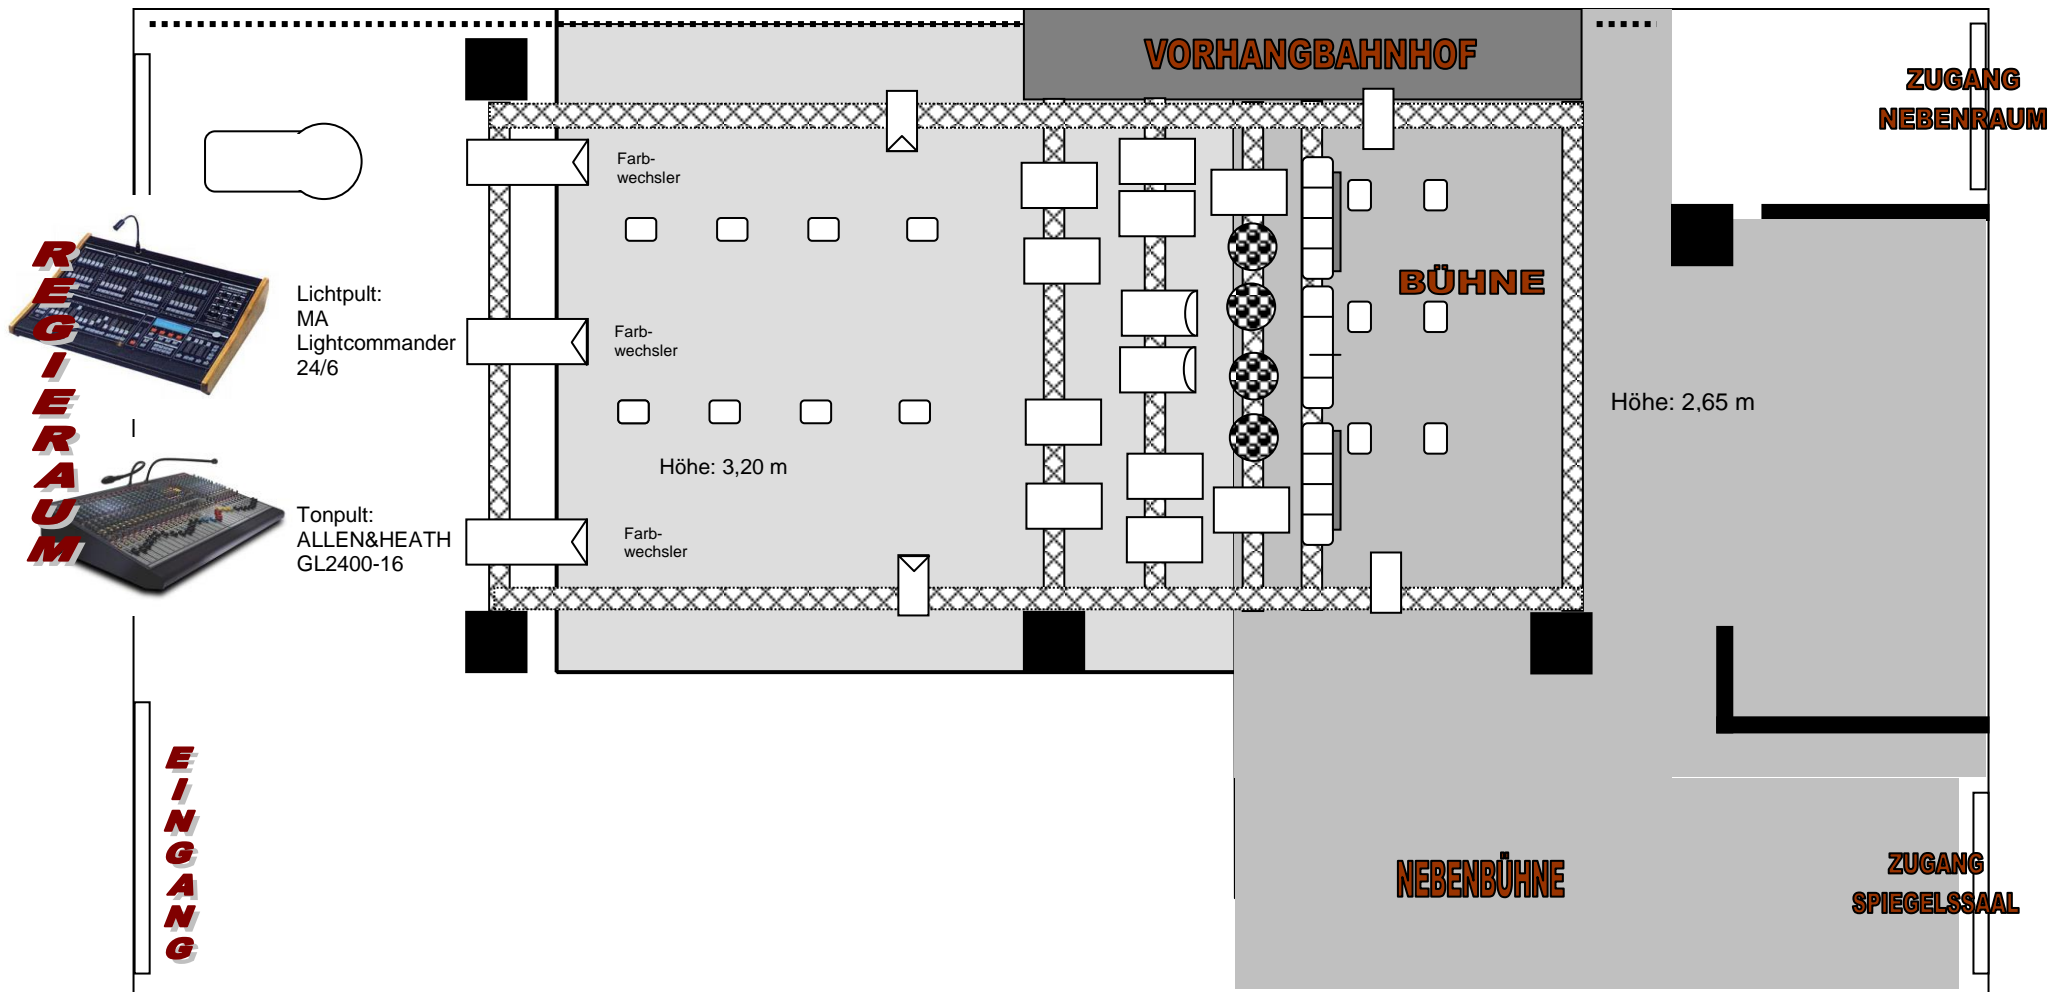 VORHANGBAHNHOF
ZUGANG
NEBENRAUM
Farb-
wechsler
REGIERAUM
Lichtpult:
MA
Lightcommander
24/6
BÜHNE
Farb-
wechsler
Höhe: 2,65 m
Höhe: 3,20 m
Tonpult:
ALLEN&HEATH
GL2400-16
Farb-
wechsler
EINGANG
NEBENBÜHNE
ZUGANG
SPIEGELSSAAL